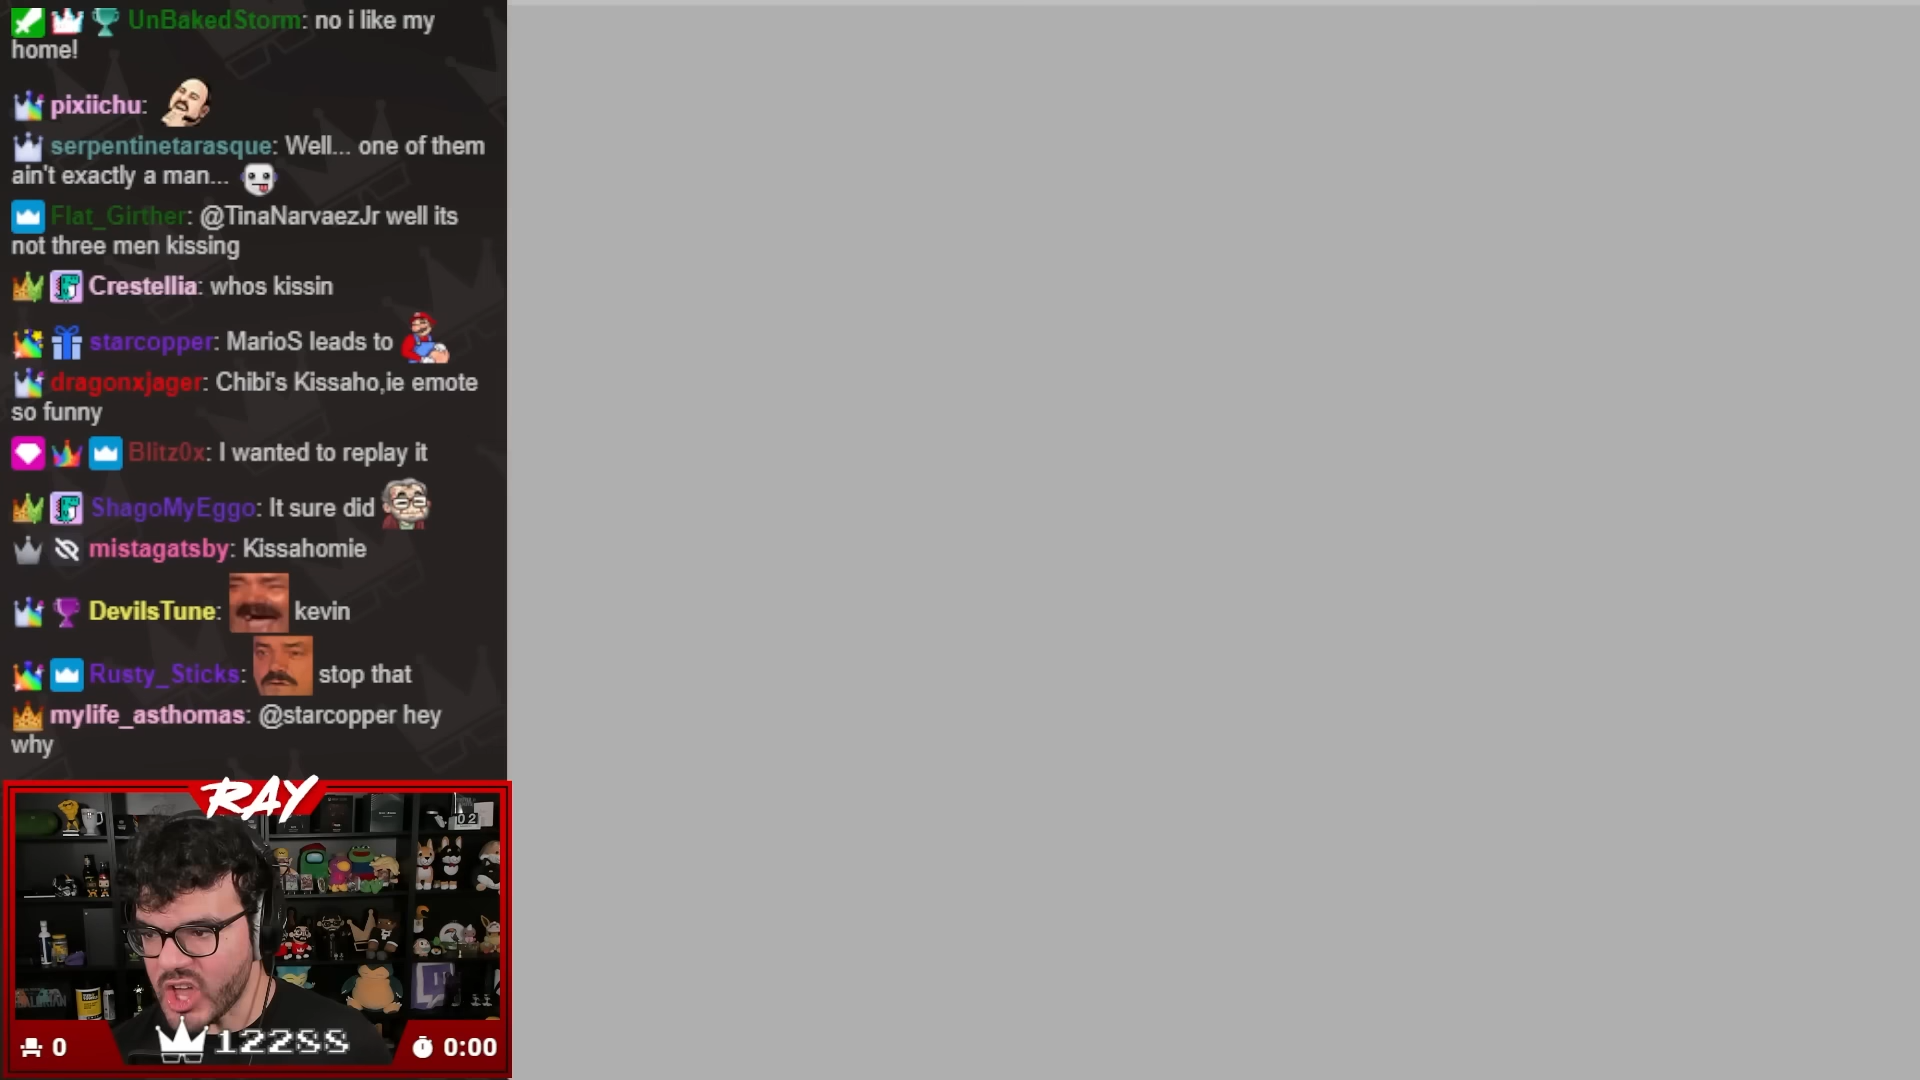 UnBakedStorm: no i like my
home!
pixiichu:
serpentinetarasque: Well... one of them
ain't exactly a man...
Flat_Girther: @TinaNarvaezJr well its
not three men kissing
Crestellia: whos kissin
starcopper: MarioS leads to
dragonxjager: Chibi's Kissaho,ie emote
so funny
Blitz0x: I wanted to replay it
ShagoMyEggo: It sure did
mistagatsby: Kissahomie
DevilsTune: kevin
Rusty_Sticks: stop that
mylife_asthomas: @starcopper hey
why
RAY
02
0
12288
0:00